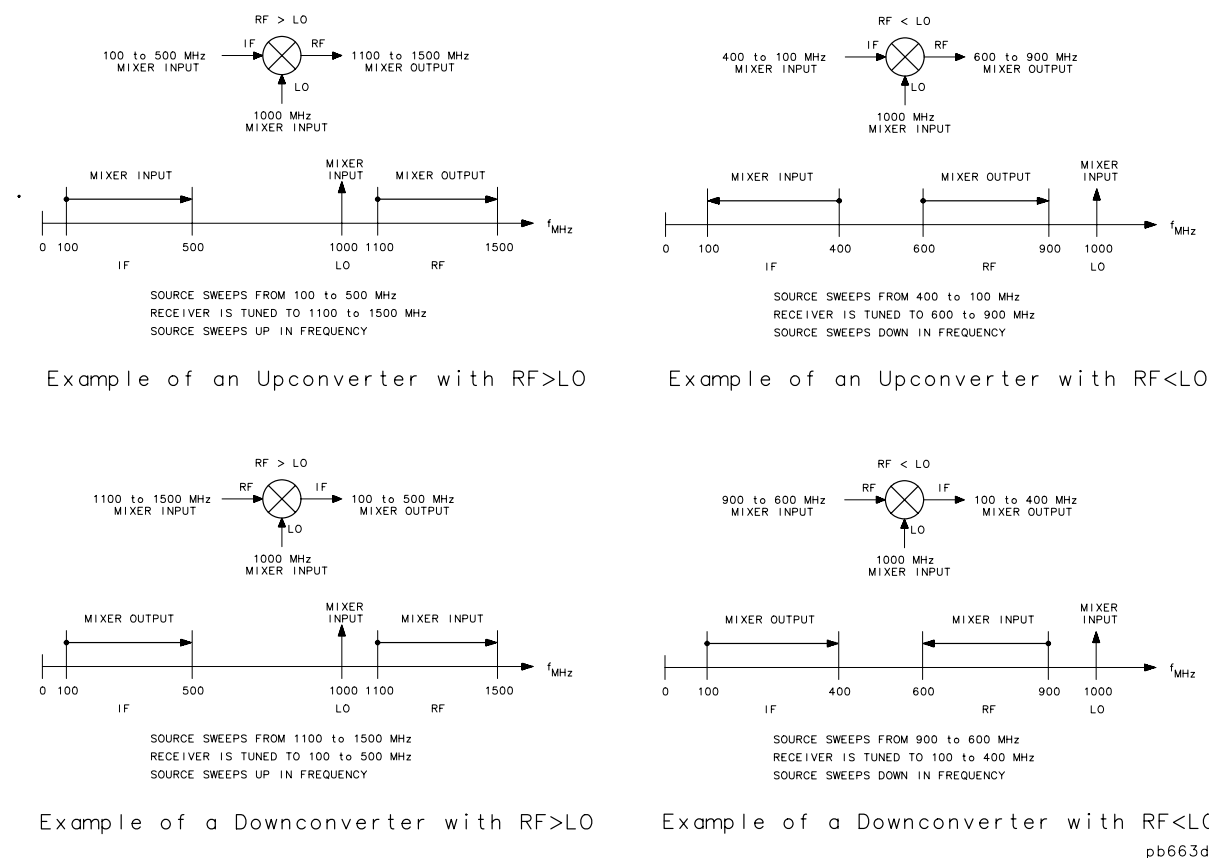 RF > LO
IF
RF
100 to 500 MHz
MIXER INPUT
1100 to 1500 MHz
MIXER OUTPUT
LO
1000 MHz
MIXER INPUT
MIXER INPUT
MIXER
INPUT
MIXER OUTPUT
fMHz
0 100 500 1000 1100 1500
IF LO RF
SOURCE SWEEPS FROM 100 to 500 MHz
RECEIVER IS TUNED TO 1100 to 1500 MHz
SOURCE SWEEPS UP IN FREQUENCY
Example of an Upconverter with RF>LO
RF < LO
IF
RF
400 to 100 MHz
MIXER INPUT
600 to 900 MHz
MIXER OUTPUT
LO
1000 MHz
MIXER INPUT
MIXER INPUT
MIXER OUTPUT
MIXER
INPUT
fMHz
0 100 400 600 900 1000
IF RF LO
SOURCE SWEEPS FROM 400 to 100 MHz
RECEIVER IS TUNED TO 600 to 900 MHz
SOURCE SWEEPS DOWN IN FREQUENCY
Example of an Upconverter with RF<LO
RF > LO
RF
IF
1100 to 1500 MHz
MIXER INPUT
100 to 500 MHz
MIXER OUTPUT
LO
1000 MHz
MIXER INPUT
MIXER OUTPUT
MIXER
INPUT
MIXER INPUT
fMHz
0 100 500 1000 1100 1500
IF LO RF
SOURCE SWEEPS FROM 1100 to 1500 MHz
RECEIVER IS TUNED TO 100 to 500 MHz
SOURCE SWEEPS UP IN FREQUENCY
Example of a Downconverter with RF>LO
RF < LO
RF
IF
900 to 600 MHz
MIXER INPUT
100 to 400 MHz
MIXER OUTPUT
LO
1000 MHz
MIXER INPUT
MIXER OUTPUT
MIXER INPUT
MIXER
INPUT
fMHz
0 100 400 600 900 1000
IF RF LO
SOURCE SWEEPS FROM 900 to 600 MHz
RECEIVER IS TUNED TO 100 to 400 MHz
SOURCE SWEEPS DOWN IN FREQUENCY
Example of a Downconverter with RF<LO
pb663d